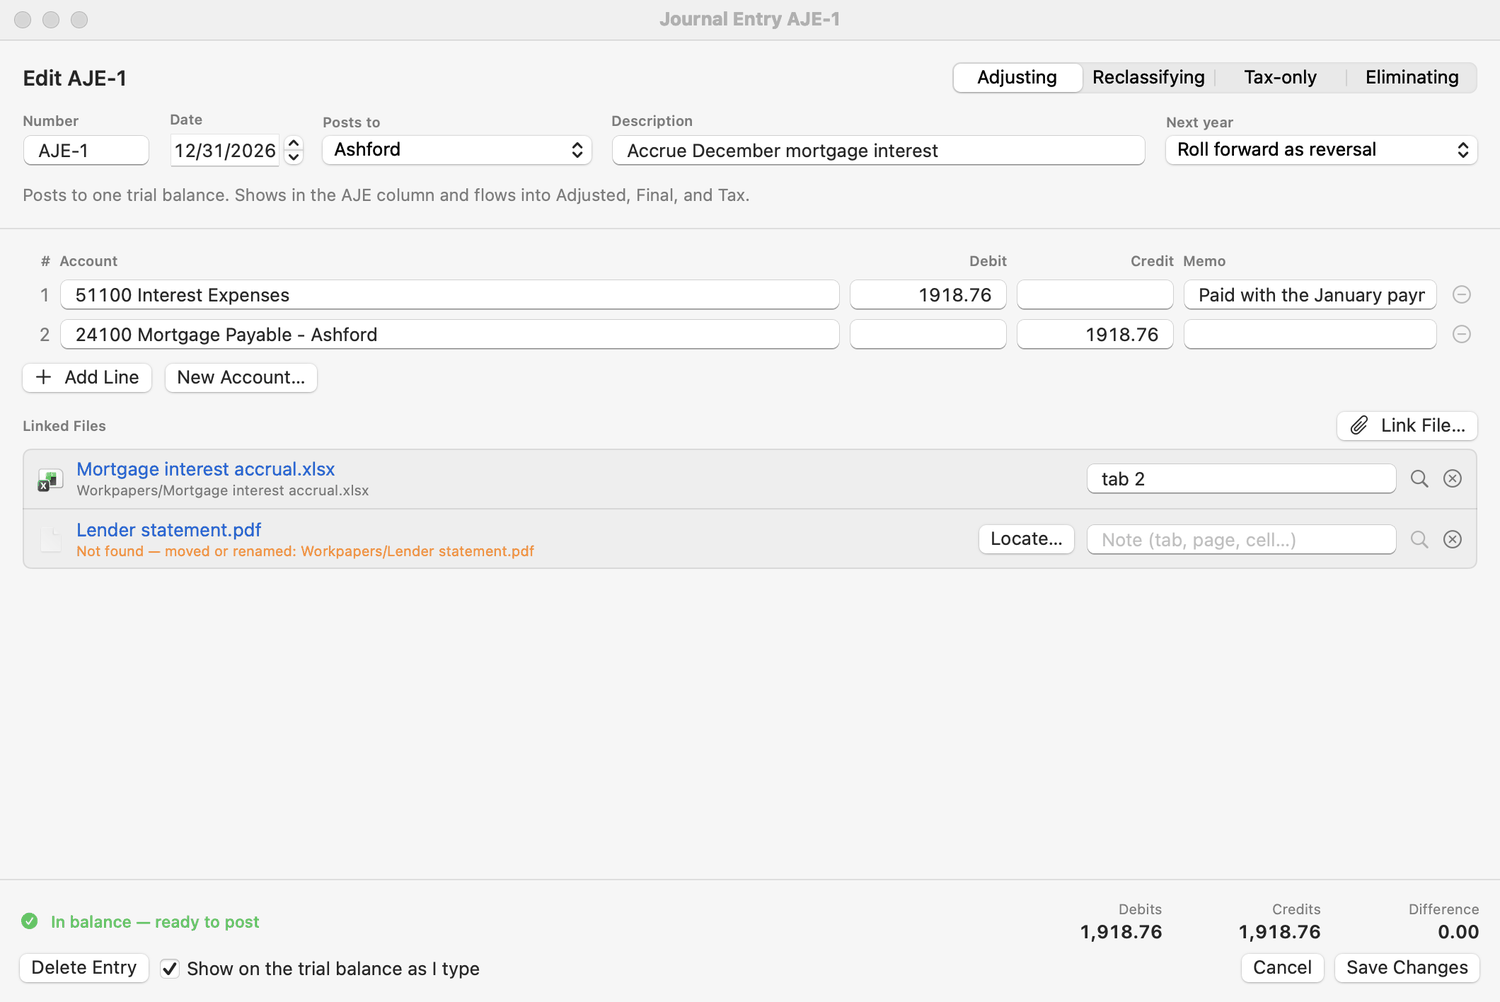 Journal Entry AJE-1
Edit AJE-1
Adjusting Reclassifying Tax-only Eliminating
Number Date Posts to Description Next year
AJE-1 12/31/2026 Ashford Accrue December mortgage interest Roll forward as reversal
Posts to one trial balance. Shows in the AJE column and flows into Adjusted, Final, and Tax.
# Account Debit Credit Memo
1 51100 Interest Expenses 1918.76 Paid with the January payr
2 24100 Mortgage Payable - Ashford 1918.76
+ Add Line New Account...
Linked Files Link File...
Mortgage interest accrual.xlsx tab 2
Workpapers/Mortgage interest accrual.xlsx
Lender statement.pdf Locate... Note (tab, page, cell...)
Not found — moved or renamed: Workpapers/Lender statement.pdf
Debits Credits Difference
In balance — ready to post 1,918.76 1,918.76 0.00
Delete Entry Show on the trial balance as I type Cancel Save Changes